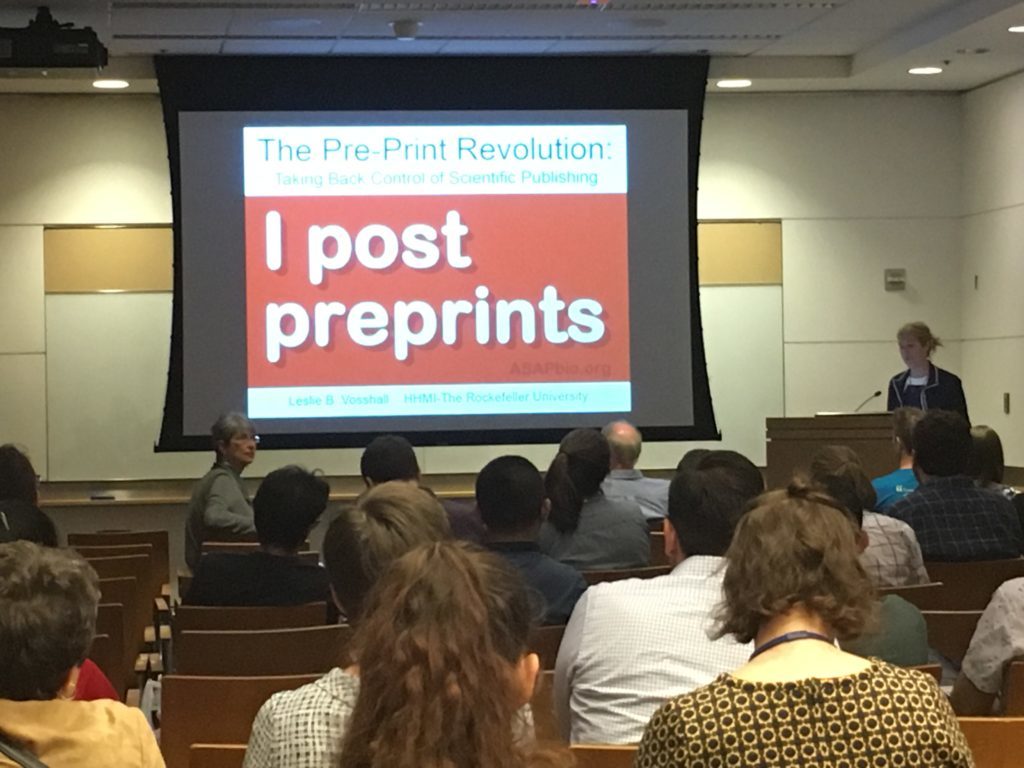 The Pre-Print Revolution:
Taking Back Control of Scientific Publishing
I post
preprints
ASAPbio.org
Leslie B. Vosshall HHMI-The Rockefeller University